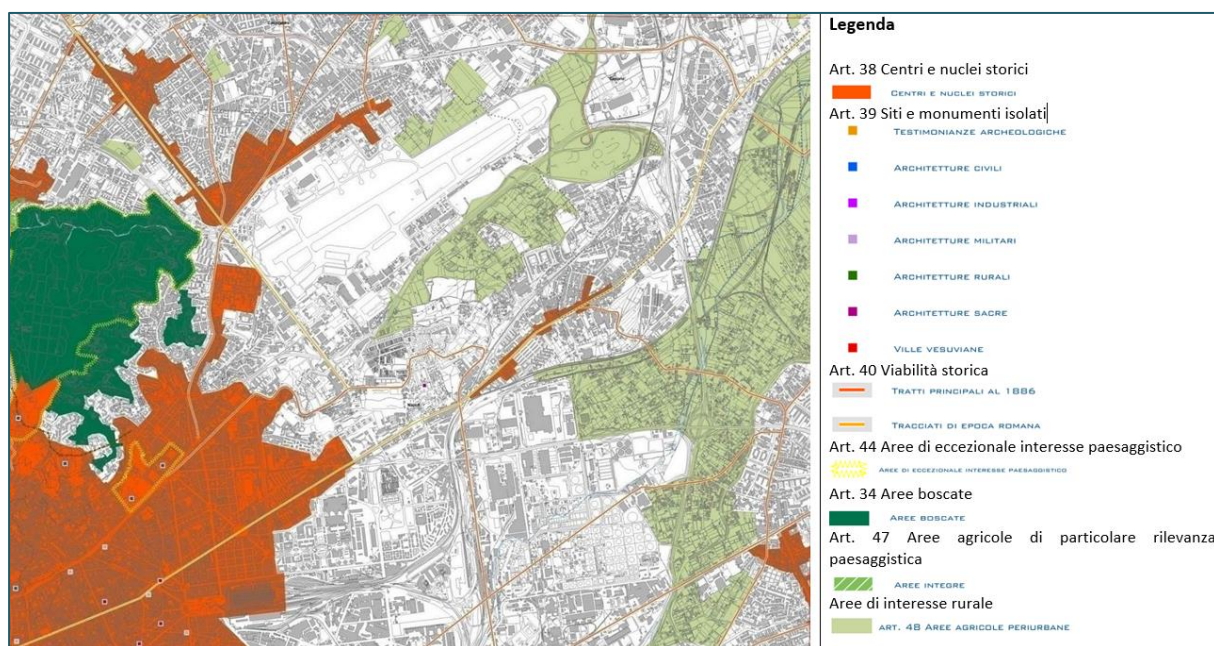 Legenda
Art. 38 Centri e nuclei storici
CENTRI E NUCLEI STORICI
Art. 39 Siti e monumenti isolati
TESTIMONIANZE ARCHEOLOGICHE
ARCHITETTURE CIVILI
ARCHITETTURE INDUSTRIALI
ARCHITETTURE MILITARI
ARCHITETTURE RURALI
ARCHITETTURE SACRE
VILLE VESUVIANE
Art. 40 Viabilità storica
TRATTI PRINCIPALI AL 1886
TRACCIATI DI EPOCA ROMANA
Art. 44 Aree di eccezionale interesse paesaggistico
AREE DI ECCEZIONALE INTERESSE PAESAGGISTICO
Art. 34 Aree boscate
AREE BOSCATE
Art. 47 Aree agricole di particolare rilevanza
paesaggistica
AREE INTEGRE
Aree di interesse rurale
ART. 48 AREE AGRICOLE PERIURBANE